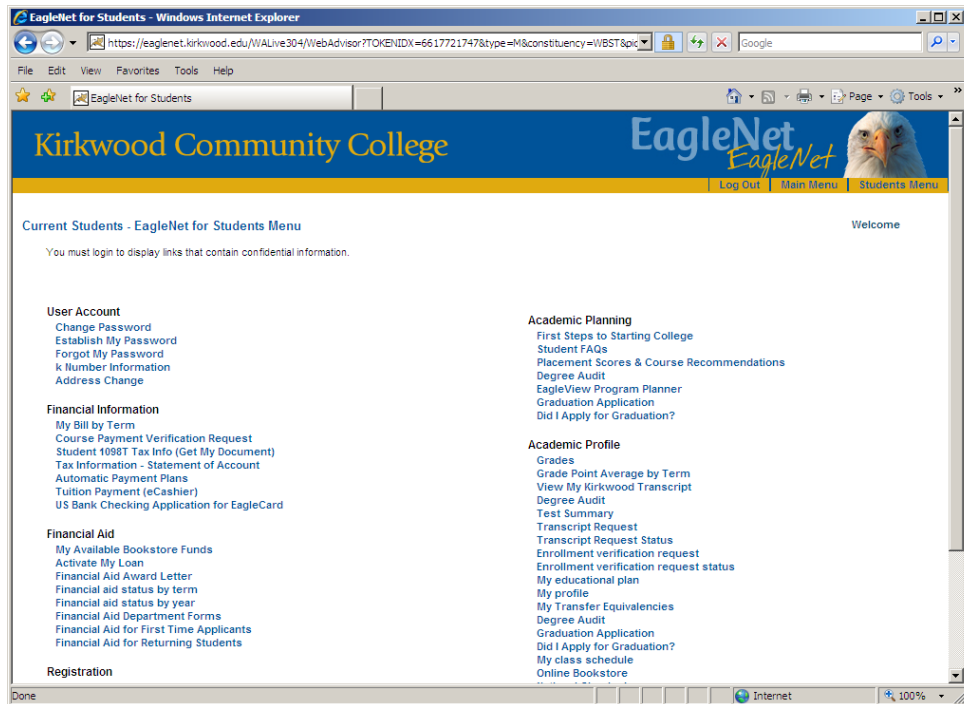 EagleNet for Students - Windows Internet Explorer
https://eaglenet.kirkwood.edu/WALive304/WebAdvisor?TOKENIDX=6617721747&type=M&constituency=WBST&pic
Google
File Edit View Favorites Tools Help
EagleNet for Students
Page Tools
Kirkwood Community College
EagleNet
EagleNet
Log Out | Main Menu | Students Menu
Current Students - EagleNet for Students Menu
Welcome
You must login to display links that contain confidential information.
User Account
Change Password
Establish My Password
Forgot My Password
k Number Information
Address Change
Financial Information
My Bill by Term
Course Payment Verification Request
Student 1098T Tax Info (Get My Document)
Tax Information - Statement of Account
Automatic Payment Plans
Tuition Payment (eCashier)
US Bank Checking Application for EagleCard
Financial Aid
My Available Bookstore Funds
Activate My Loan
Financial Aid Award Letter
Financial aid status by term
Financial aid status by year
Financial Aid Department Forms
Financial Aid for First Time Applicants
Financial Aid for Returning Students
Registration
Academic Planning
First Steps to Starting College
Student FAQs
Placement Scores & Course Recommendations
Degree Audit
EagleView Program Planner
Graduation Application
Did I Apply for Graduation?
Academic Profile
Grades
Grade Point Average by Term
View My Kirkwood Transcript
Degree Audit
Test Summary
Transcript Request
Transcript Request Status
Enrollment verification request
Enrollment verification request status
My educational plan
My profile
My Transfer Equivalencies
Degree Audit
Graduation Application
Did I Apply for Graduation?
My class schedule
Online Bookstore
Done
Internet
100%